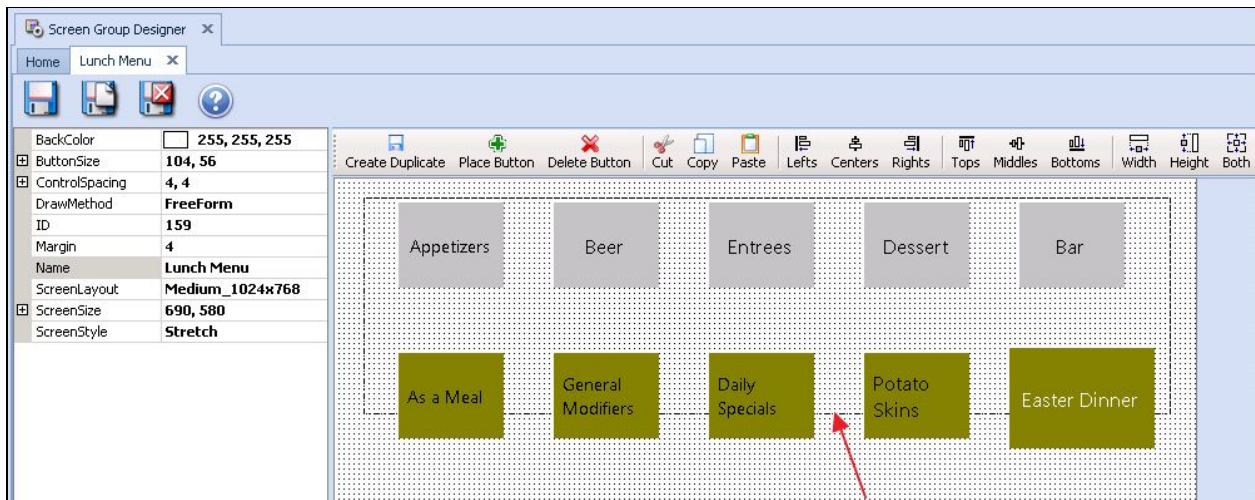 Screen Group Designer
Home Lunch Menu
BackColor 255, 255, 255
ButtonSize 104, 56
ControlSpacing 4, 4
DrawMethod FreeForm
ID 159
Margin 4
Name Lunch Menu
ScreenLayout Medium_1024x768
ScreenSize 690, 580
ScreenStyle Stretch
Create Duplicate Place Button Delete Button Cut Copy Paste Lefts Centers Rights Tops Middles Bottoms Width Height Both
Appetizers Beer Entrees Dessert Bar
As a Meal
General
Modifiers
Daily
Specials
Potato
Skins
Easter Dinner